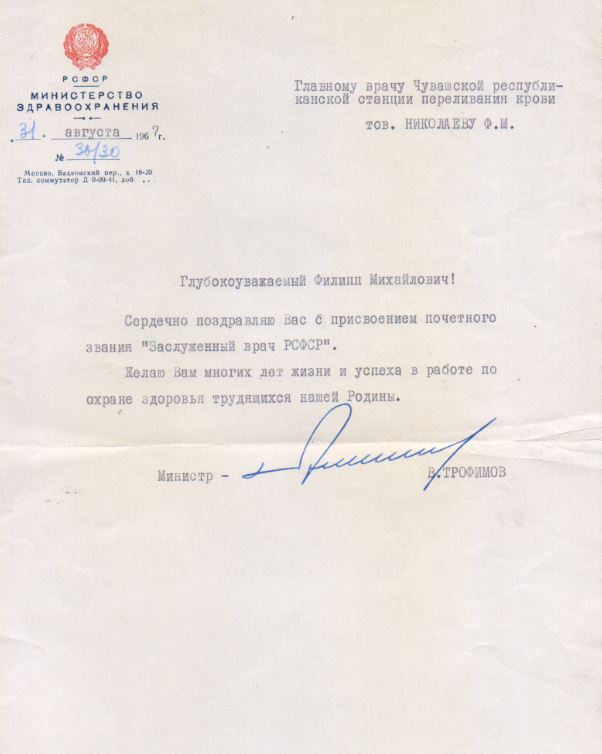 РСФСР
МИНИСТЕРСТВО
ЗДРАВООХРАНЕНИЯ
31. августа 1967 г.
№ 30/30
Москва, Вадковский пер., д. 18-20
Тел. коммутатор Д 0-00-41, доб ...
Главному врачу Чувашской республи-
канской станции переливания крови
тов. НИКОЛАЕВУ Ф.М.
Глубокоуважаемый Филипп Михайлович!
Сердечно поздравляю Вас с присвоением почетного
звания "Заслуженный врач РСФСР".
Желаю Вам многих лет жизни и успеха в работе по
охране здоровья трудящихся нашей Родины.
Министр - В.ТРОФИМОВ